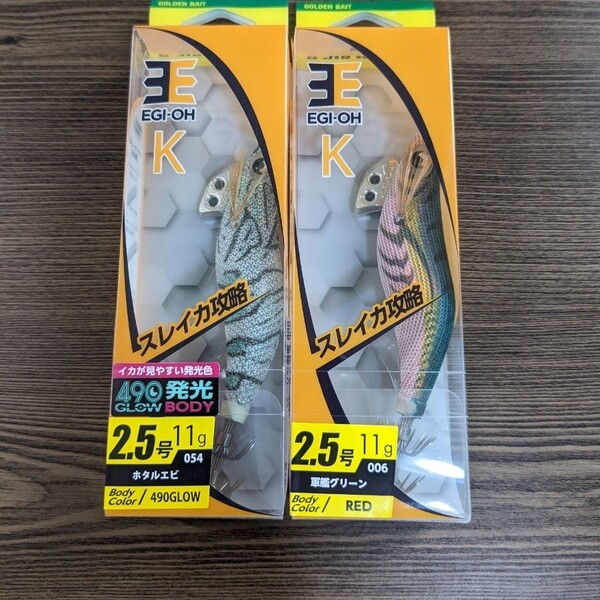 GOLDEN BAIT
EGI-OH
K
スレイカ攻略
イカが見やすい発光色
490 発光
GLOW BODY
2.5号 11g
054
ホタルエビ
Body Color / 490GLOW
GOLDEN BAIT
EGI-OH
K
スレイカ攻略
2.5号 11g
006
軍艦グリーン
Body Color / RED